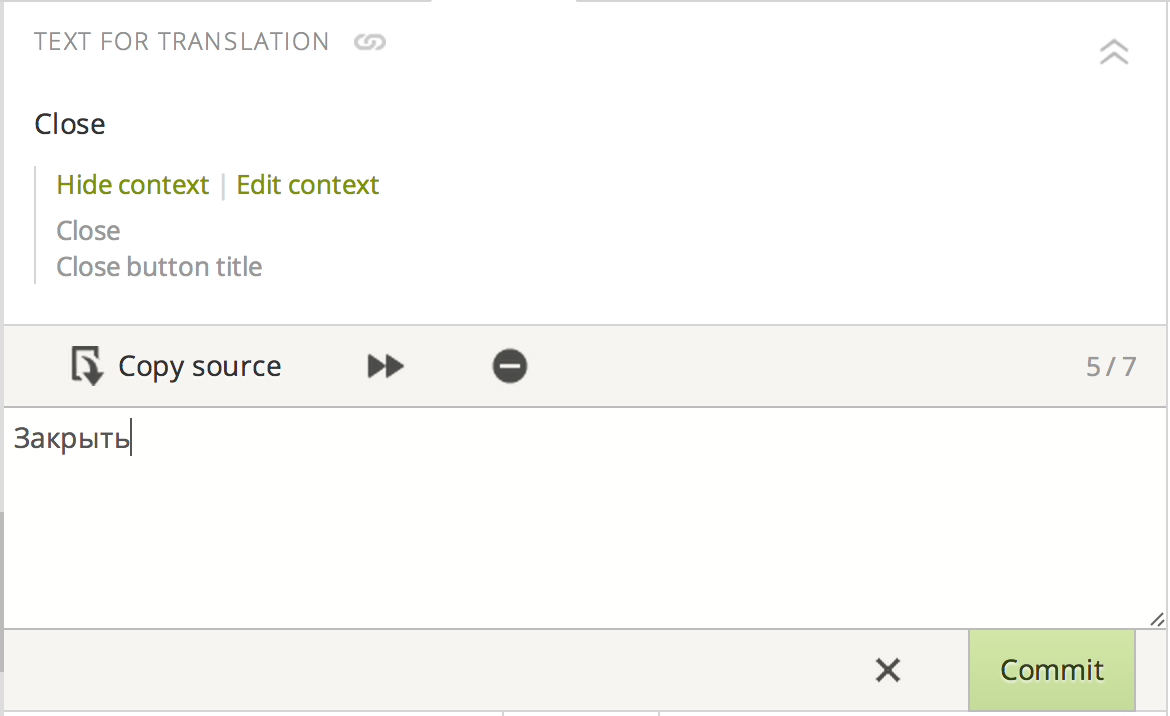 TEXT FOR TRANSLATION
Close
Hide context | Edit context
Close
Close button title
Copy source
5 / 7
Закрыть
Commit